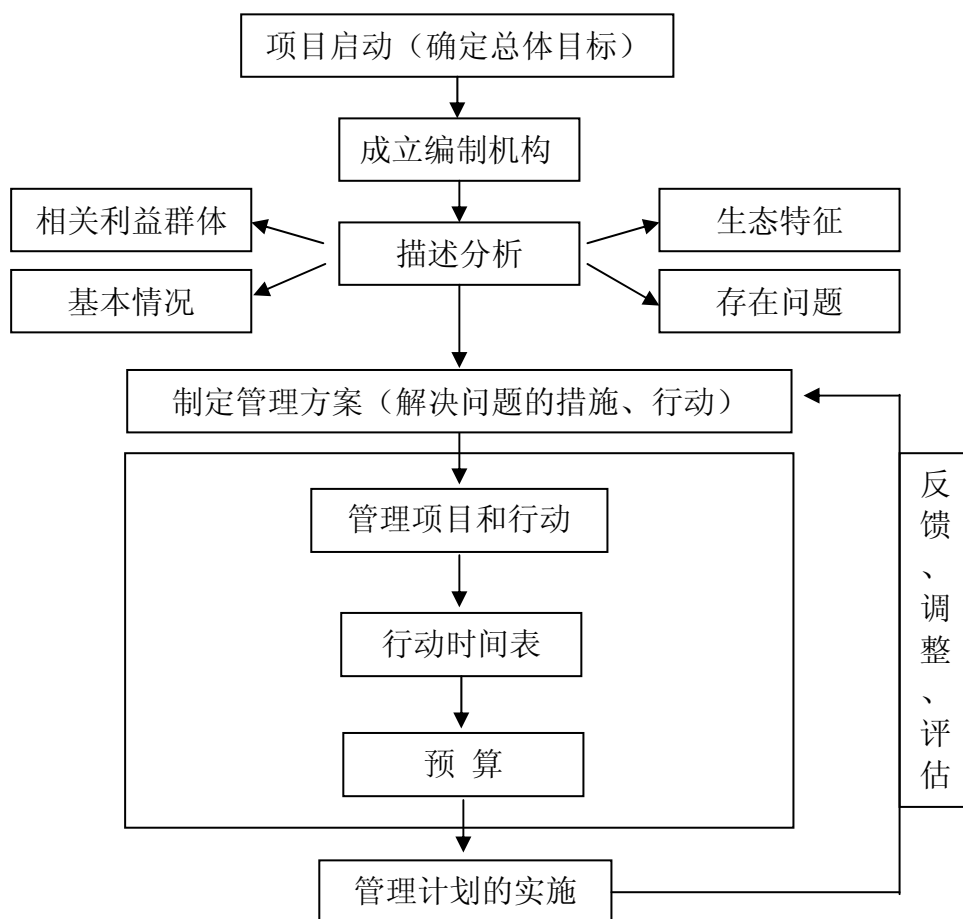 项目启动（确定总体目标）
成立编制机构
相关利益群体
生态特征
描述分析
基本情况
存在问题
制定管理方案（解决问题的措施、行动）
管理项目和行动
行动时间表
预 算
管理计划的实施
反馈、调整、评估